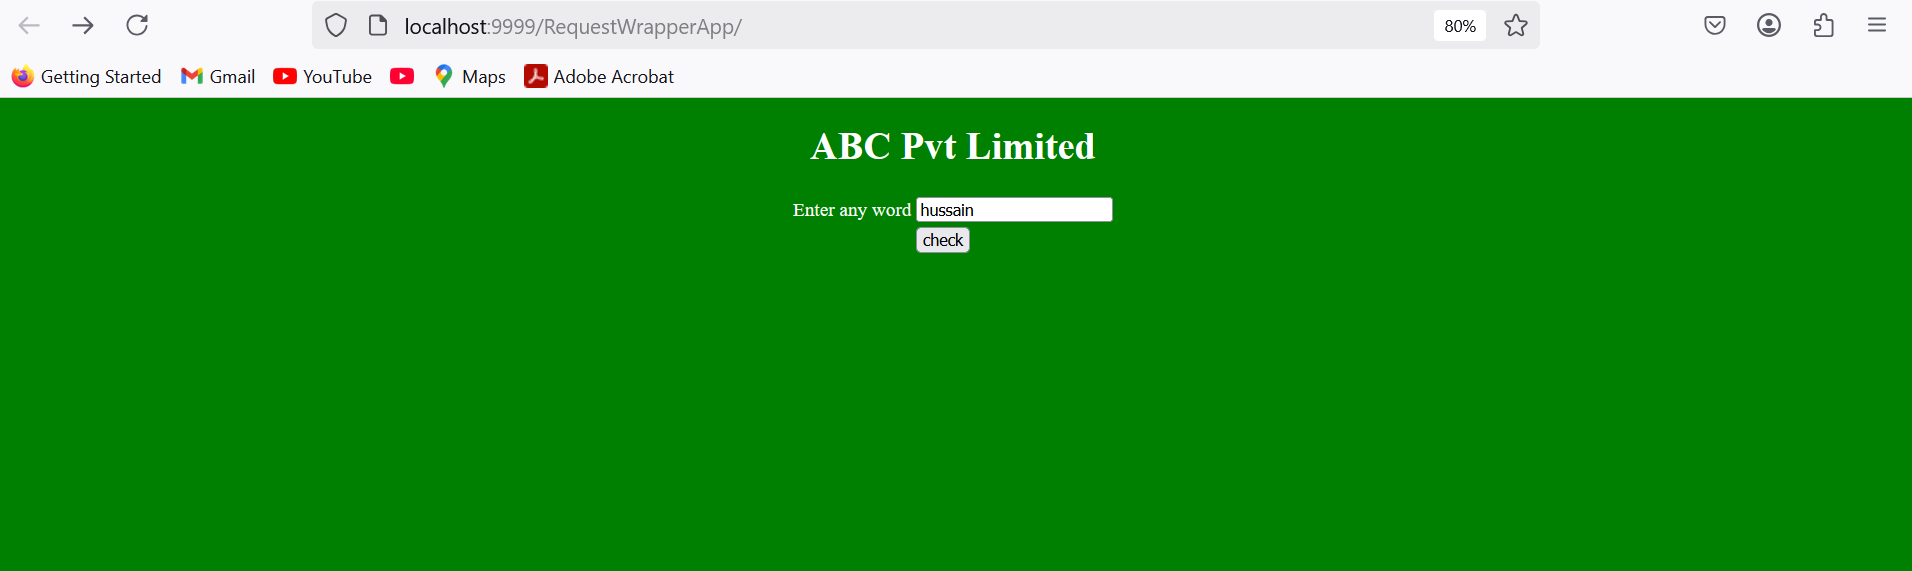 localhost:9999/RequestWrapperApp/ 80%
Getting Started Gmail YouTube Maps Adobe Acrobat
ABC Pvt Limited
Enter any word hussain
check